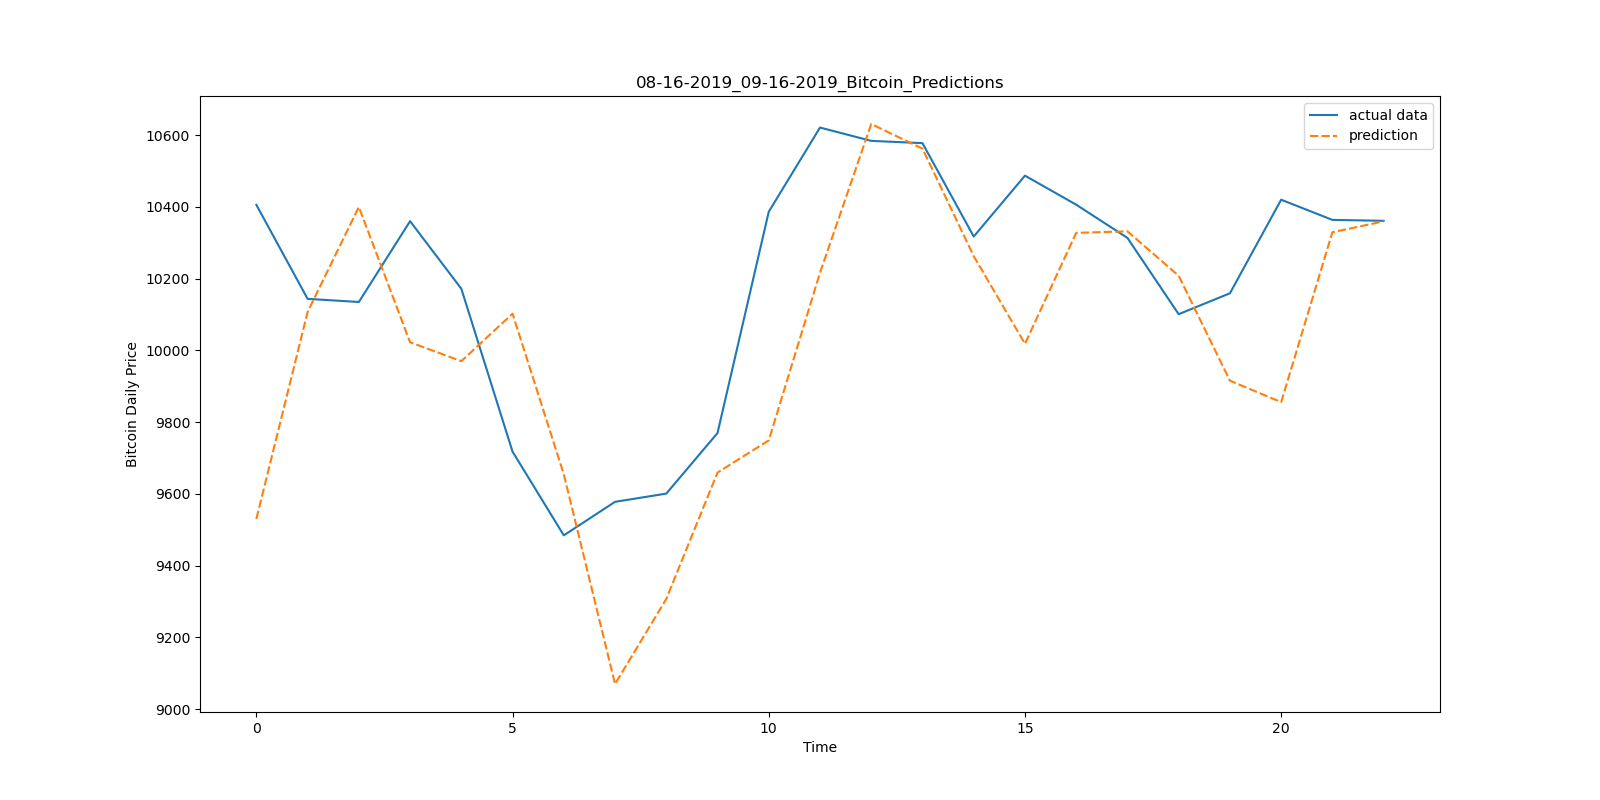 08-16-2019_09-16-2019_Bitcoin_Predictions
actual data
prediction
10600
10400
10200
10000
9800
9600
9400
9200
9000
Bitcoin Daily Price
0 5 10 15 20
Time